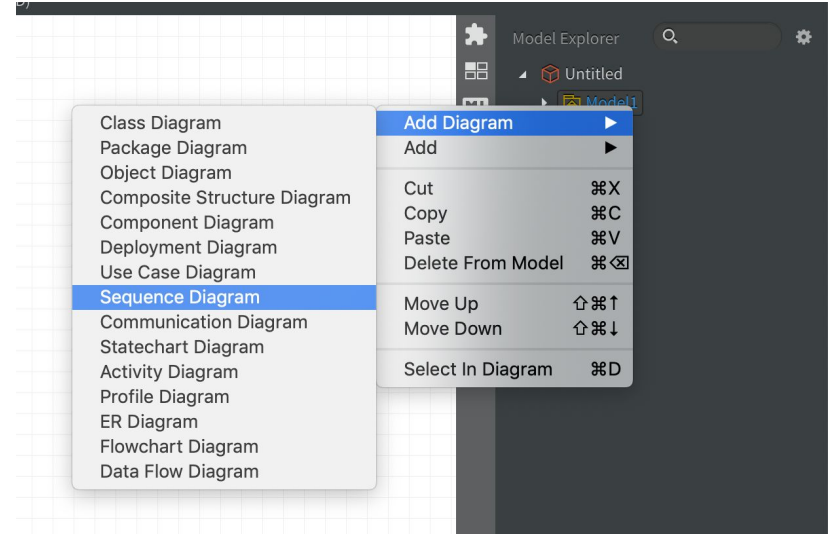 Model Explorer
Untitled
Model1
Class Diagram
Package Diagram
Object Diagram
Composite Structure Diagram
Component Diagram
Deployment Diagram
Use Case Diagram
Sequence Diagram
Communication Diagram
Statechart Diagram
Activity Diagram
Profile Diagram
ER Diagram
Flowchart Diagram
Data Flow Diagram
Add Diagram ▶
Add ▶
Cut ⌘X
Copy ⌘C
Paste ⌘V
Delete From Model ⌘⌫
Move Up ⇧⌘↑
Move Down ⇧⌘↓
Select In Diagram ⌘D